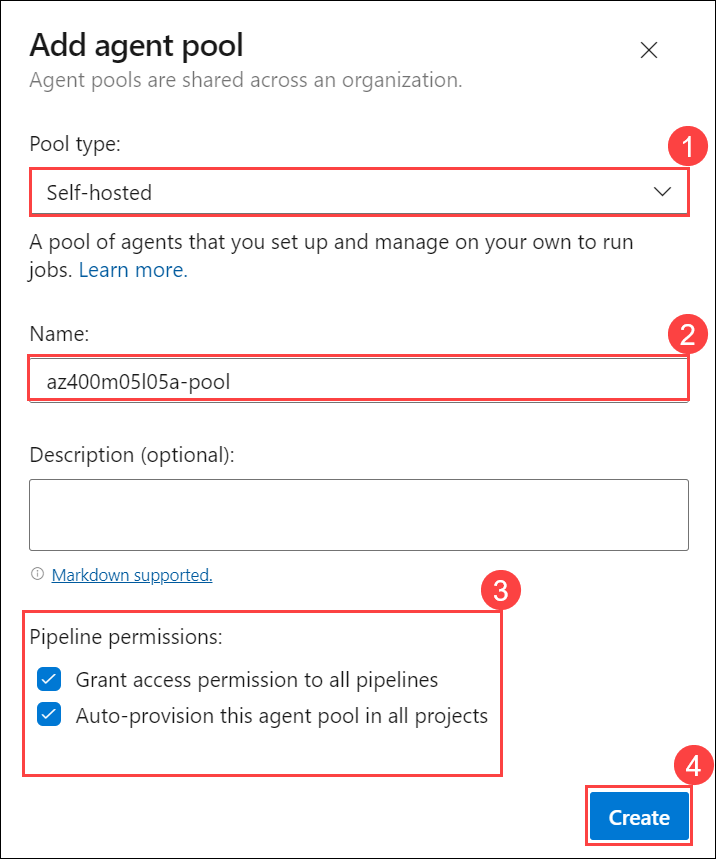 Add agent pool
Agent pools are shared across an organization.
Pool type:
1
Self-hosted
A pool of agents that you set up and manage on your own to run
jobs. Learn more.
Name:
2
az400m05l05a-pool
Description (optional):
Markdown supported.
3
Pipeline permissions:
Grant access permission to all pipelines
Auto-provision this agent pool in all projects
4
Create